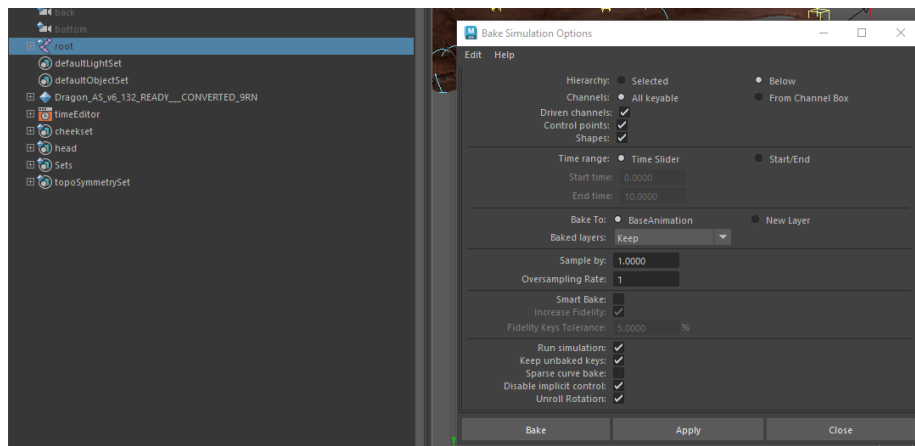 back
bottom
root
defaultLightSet
defaultObjectSet
Dragon_AS_v6_132_READY___CONVERTED_9RN
timeEditor
cheekset
head
Sets
topoSymmetrySet
Bake Simulation Options
Edit Help
Hierarchy: Selected Below
Channels: All keyable From Channel Box
Driven channels:
Control points:
Shapes:
Time range: Time Slider Start/End
Start time: 0.0000
End time: 10.0000
Bake To: BaseAnimation New Layer
Baked layers: Keep
Sample by: 1.0000
Oversampling Rate: 1
Smart Bake:
Increase Fidelity:
Fidelity Keys Tolerance: 5.0000 %
Run simulation:
Keep unbaked keys:
Sparse curve bake:
Disable implicit control:
Unroll Rotation:
Bake Apply Close